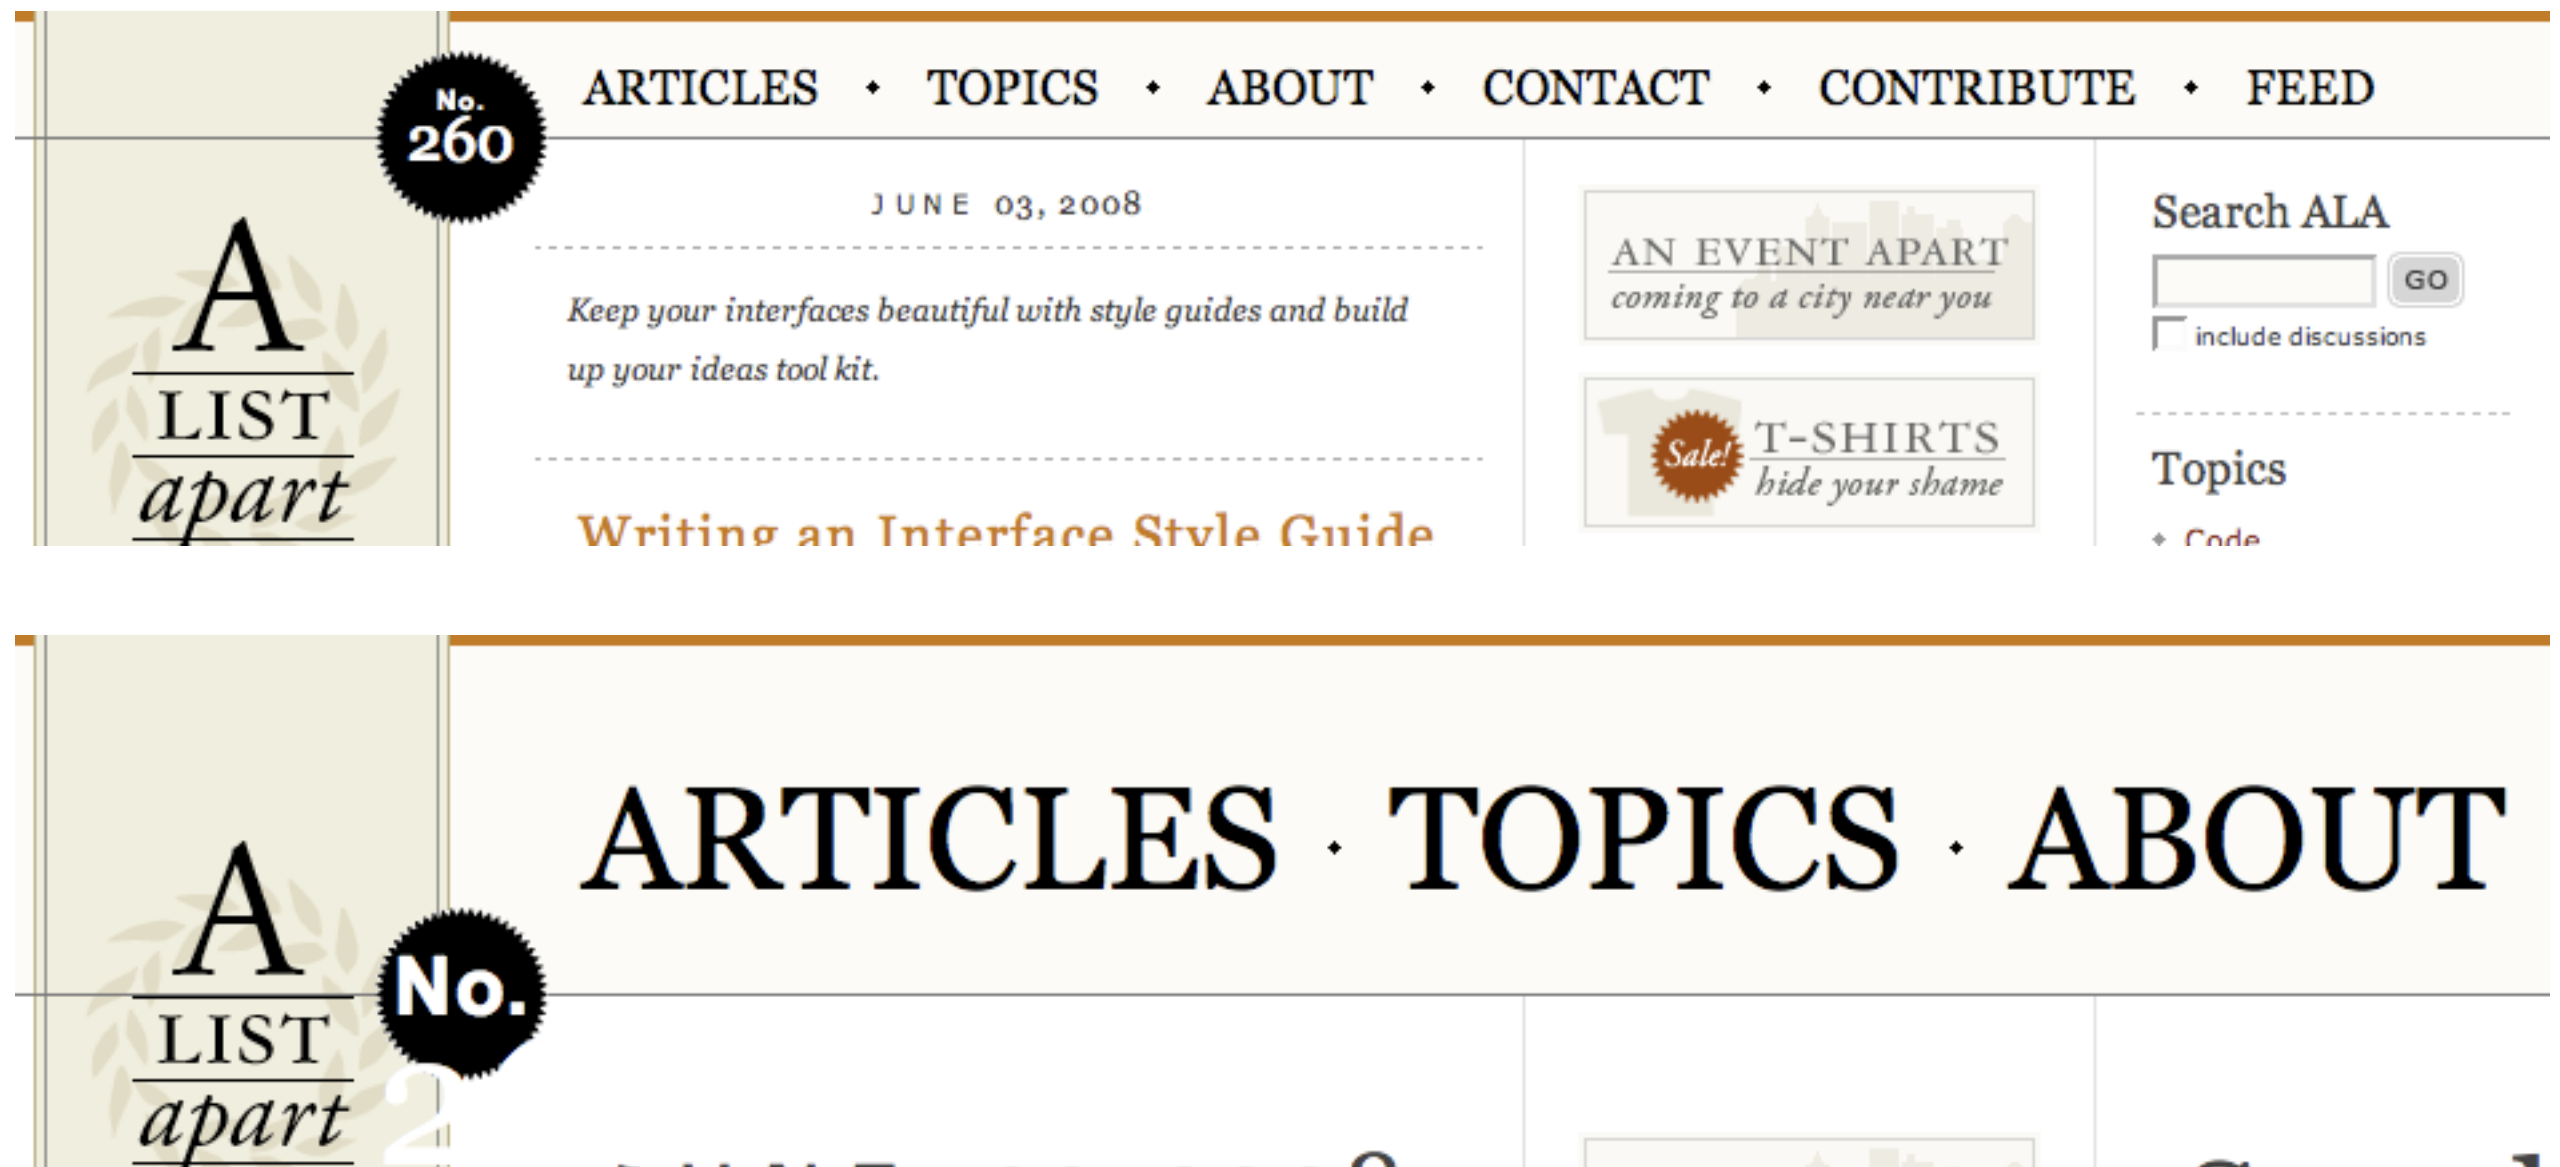 ARTICLES TOPICS ABOUT CONTACT CONTRIBUTE FEED
No.
260
A
LIST
apart
JUNE 03, 2008
Keep your interfaces beautiful with style guides and build
up your ideas tool kit.
Writing an Interface Style Guide
AN EVENT APART
coming to a city near you
Sale!
T-SHIRTS
hide your shame
Search ALA
GO
include discussions
Topics
Code
ARTICLES TOPICS ABOUT
No.
2
A
LIST
apart